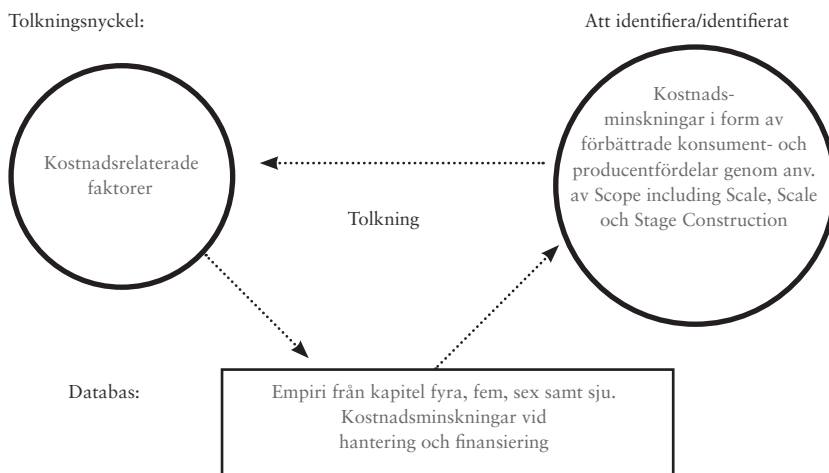 Tolkningsnyckel:
Att identifiera/identifierat
Kostnadsrelaterade
faktorer
Kostnads-
minskningar i form av
förbättrade konsument- och
producentfördelar genom anv.
av Scope including Scale, Scale
och Stage Construction
Tolkning
Databas:
Empiri från kapitel fyra, fem, sex samt sju.
Kostnadsminskningar vid
hantering och finansiering